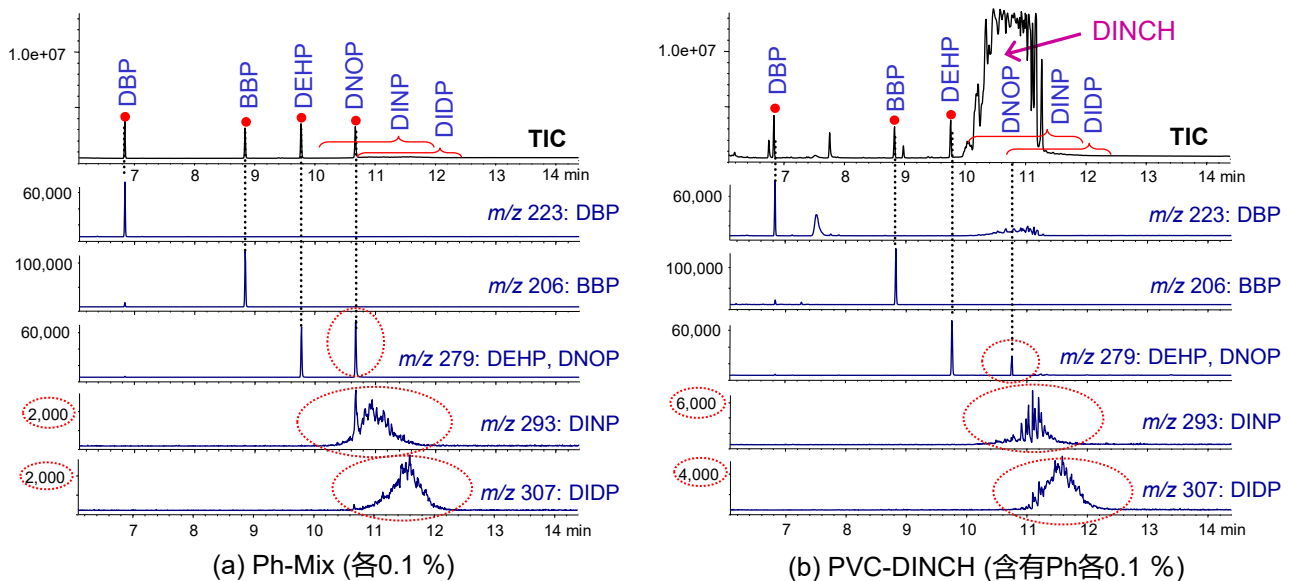 1.0e+07
DBP
BBP
DEHP
DNOP
DINP
DIDP
TIC
7 8 9 10 11 12 13 14 min
60,000
m/z 223: DBP
100,000
m/z 206: BBP
60,000
m/z 279: DEHP, DNOP
2,000
m/z 293: DINP
2,000
m/z 307: DIDP
7 8 9 10 11 12 13 14 min
(a) Ph-Mix (各0.1 %)
1.0e+07
DINCH
DBP
BBP
DEHP
DNOP
DINP
DIDP
TIC
7 8 9 10 11 12 13 14 min
60,000
m/z 223: DBP
100,000
m/z 206: BBP
60,000
m/z 279: DEHP, DNOP
6,000
m/z 293: DINP
4,000
m/z 307: DIDP
7 8 9 10 11 12 13 14 min
(b) PVC-DINCH (含有Ph各0.1 %)